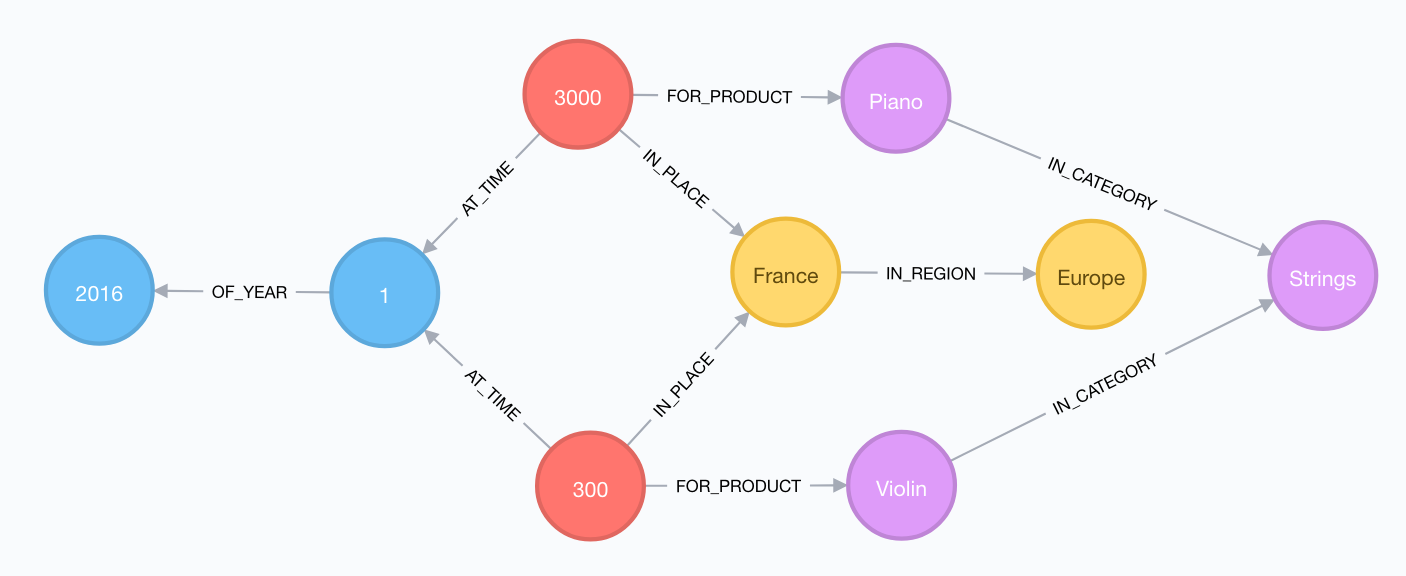 3000
FOR_PRODUCT
Piano
AT_TIME
IN_PLACE
IN_CATEGORY
2016
OF_YEAR
1
France
IN_REGION
Europe
Strings
AT_TIME
IN_PLACE
IN_CATEGORY
300
FOR_PRODUCT
Violin